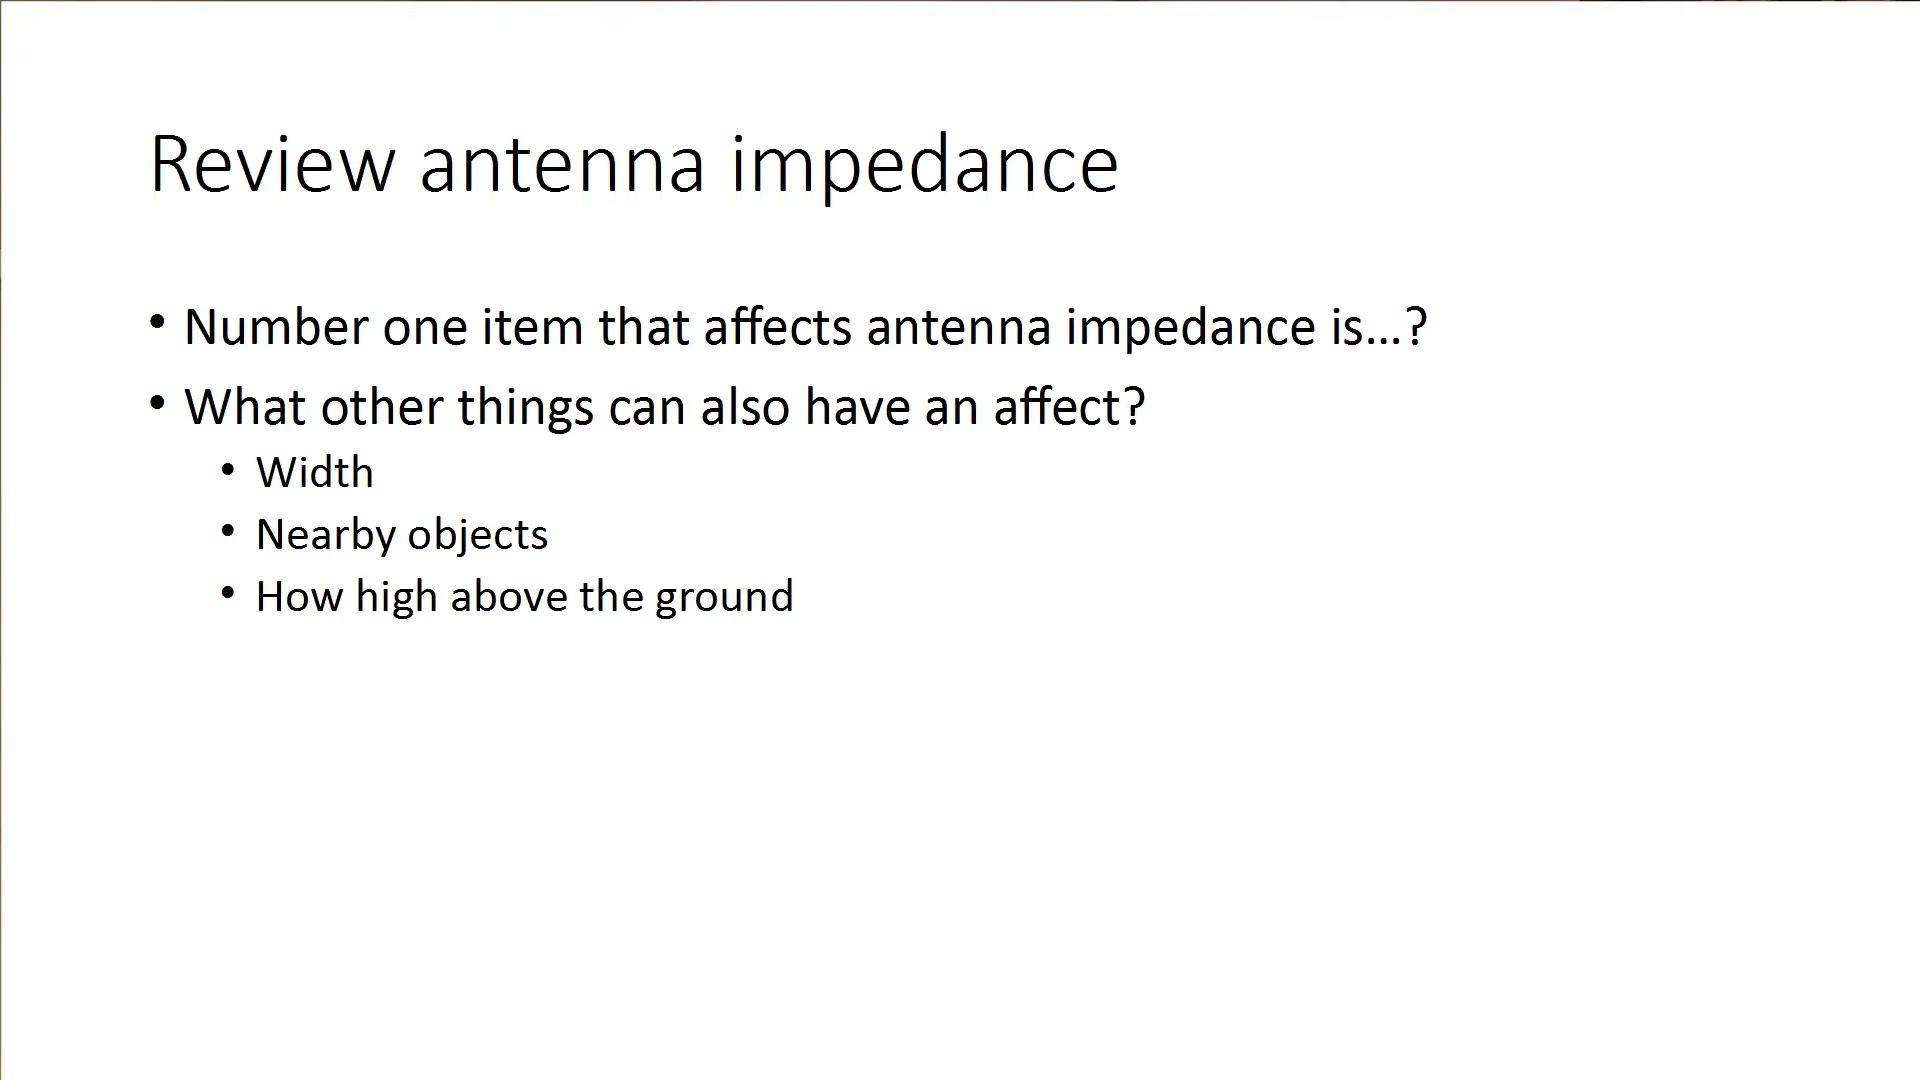 Review antenna impedance
• Number one item that affects antenna impedance is...?
• What other things can also have an affect?
• Width
• Nearby objects
• How high above the ground